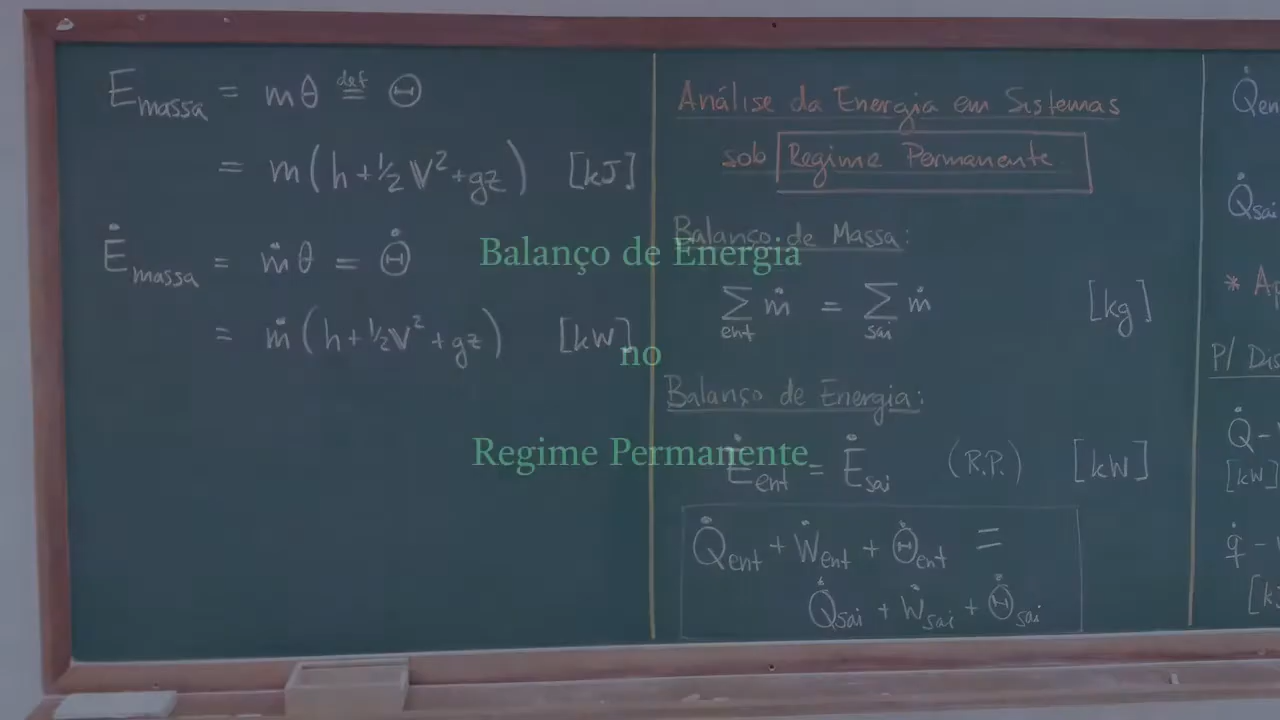 E_massa = mθ def= Θ
= m(h+½V²+gz) [kJ]
Ė_massa = ṁθ = Θ̇
= ṁ(h+½V²+gz) [kW]
Balanço de Energia
no
Regime Permanente
Análise da Energia em Sistemas
sob Regime Permanente
Balanço de Massa:
∑_ent ṁ = ∑_sai ṁ [kg]
Balanço de Energia:
Ė_ent = Ė_sai (R.P.) [kW]
Q̇_ent + Ẇ_ent + Θ̇_ent =
Q̇_sai + Ẇ_sai + Θ̇_sai
Q̇
Q̇_sai
*
P/
Q̇ -
[kW]
q̇ -